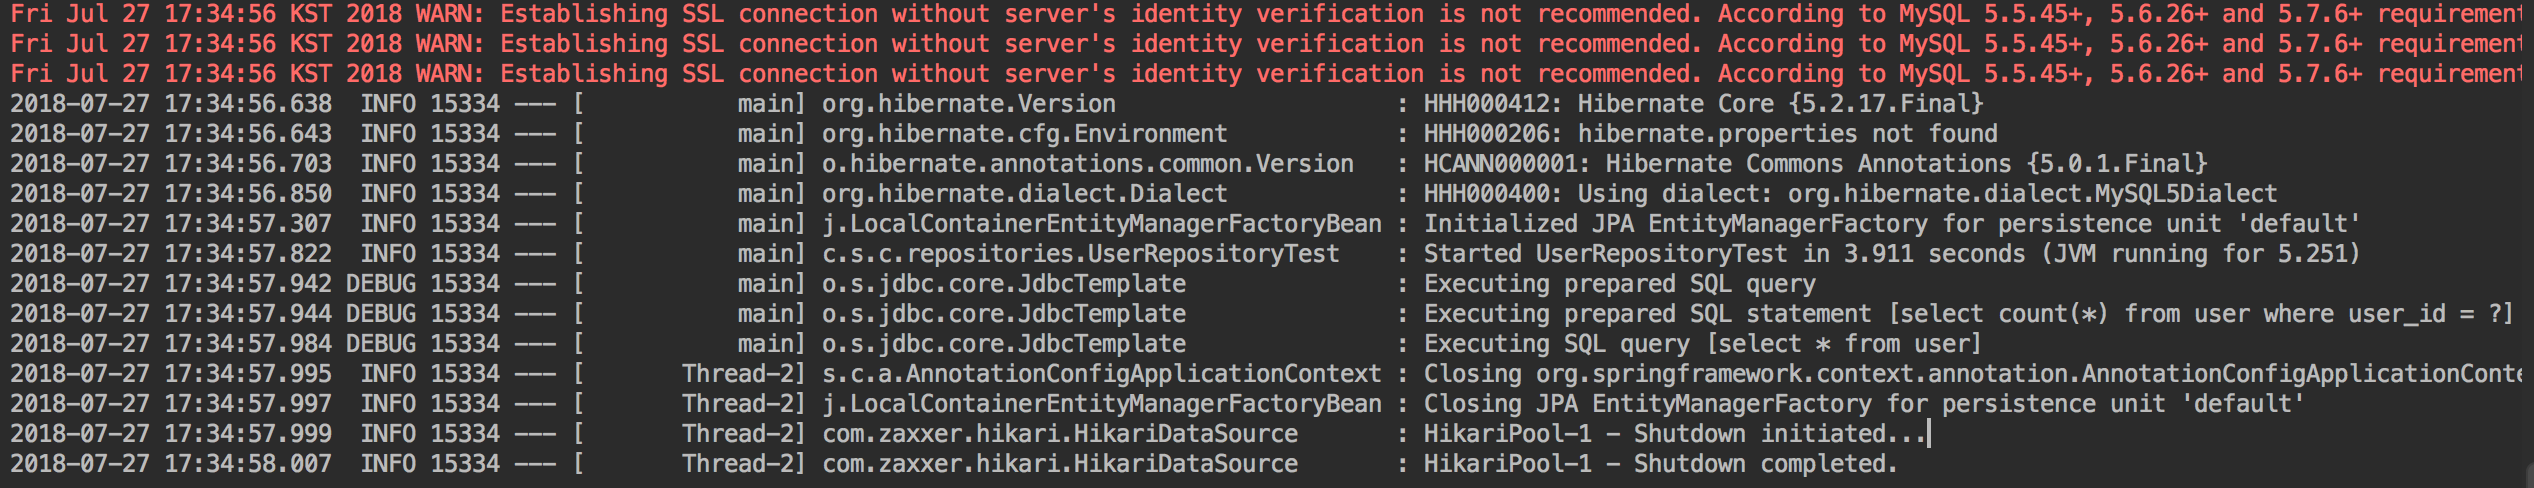 Fri Jul 27 17:34:56 KST 2018 WARN: Establishing SSL connection without server's identity verification is not recommended. According to MySQL 5.5.45+, 5.6.26+ and 5.7.6+ requirement
Fri Jul 27 17:34:56 KST 2018 WARN: Establishing SSL connection without server's identity verification is not recommended. According to MySQL 5.5.45+, 5.6.26+ and 5.7.6+ requirement
Fri Jul 27 17:34:56 KST 2018 WARN: Establishing SSL connection without server's identity verification is not recommended. According to MySQL 5.5.45+, 5.6.26+ and 5.7.6+ requirement
2018-07-27 17:34:56.638  INFO 15334 --- [           main] org.hibernate.Version                    : HHH000412: Hibernate Core {5.2.17.Final}
2018-07-27 17:34:56.643  INFO 15334 --- [           main] org.hibernate.cfg.Environment            : HHH000206: hibernate.properties not found
2018-07-27 17:34:56.703  INFO 15334 --- [           main] o.hibernate.annotations.common.Version   : HCANN000001: Hibernate Commons Annotations {5.0.1.Final}
2018-07-27 17:34:56.850  INFO 15334 --- [           main] org.hibernate.dialect.Dialect            : HHH000400: Using dialect: org.hibernate.dialect.MySQL5Dialect
2018-07-27 17:34:57.307  INFO 15334 --- [           main] j.LocalContainerEntityManagerFactoryBean : Initialized JPA EntityManagerFactory for persistence unit 'default'
2018-07-27 17:34:57.822  INFO 15334 --- [           main] c.s.c.repositories.UserRepositoryTest    : Started UserRepositoryTest in 3.911 seconds (JVM running for 5.251)
2018-07-27 17:34:57.942 DEBUG 15334 --- [           main] o.s.jdbc.core.JdbcTemplate               : Executing prepared SQL query
2018-07-27 17:34:57.944 DEBUG 15334 --- [           main] o.s.jdbc.core.JdbcTemplate               : Executing prepared SQL statement [select count(*) from user where user_id = ?]
2018-07-27 17:34:57.984 DEBUG 15334 --- [           main] o.s.jdbc.core.JdbcTemplate               : Executing SQL query [select * from user]
2018-07-27 17:34:57.995  INFO 15334 --- [       Thread-2] s.c.a.AnnotationConfigApplicationContext : Closing org.springframework.context.annotation.AnnotationConfigApplicationConte
2018-07-27 17:34:57.997  INFO 15334 --- [       Thread-2] j.LocalContainerEntityManagerFactoryBean : Closing JPA EntityManagerFactory for persistence unit 'default'
2018-07-27 17:34:57.999  INFO 15334 --- [       Thread-2] com.zaxxer.hikari.HikariDataSource       : HikariPool-1 - Shutdown initiated...
2018-07-27 17:34:58.007  INFO 15334 --- [       Thread-2] com.zaxxer.hikari.HikariDataSource       : HikariPool-1 - Shutdown completed.